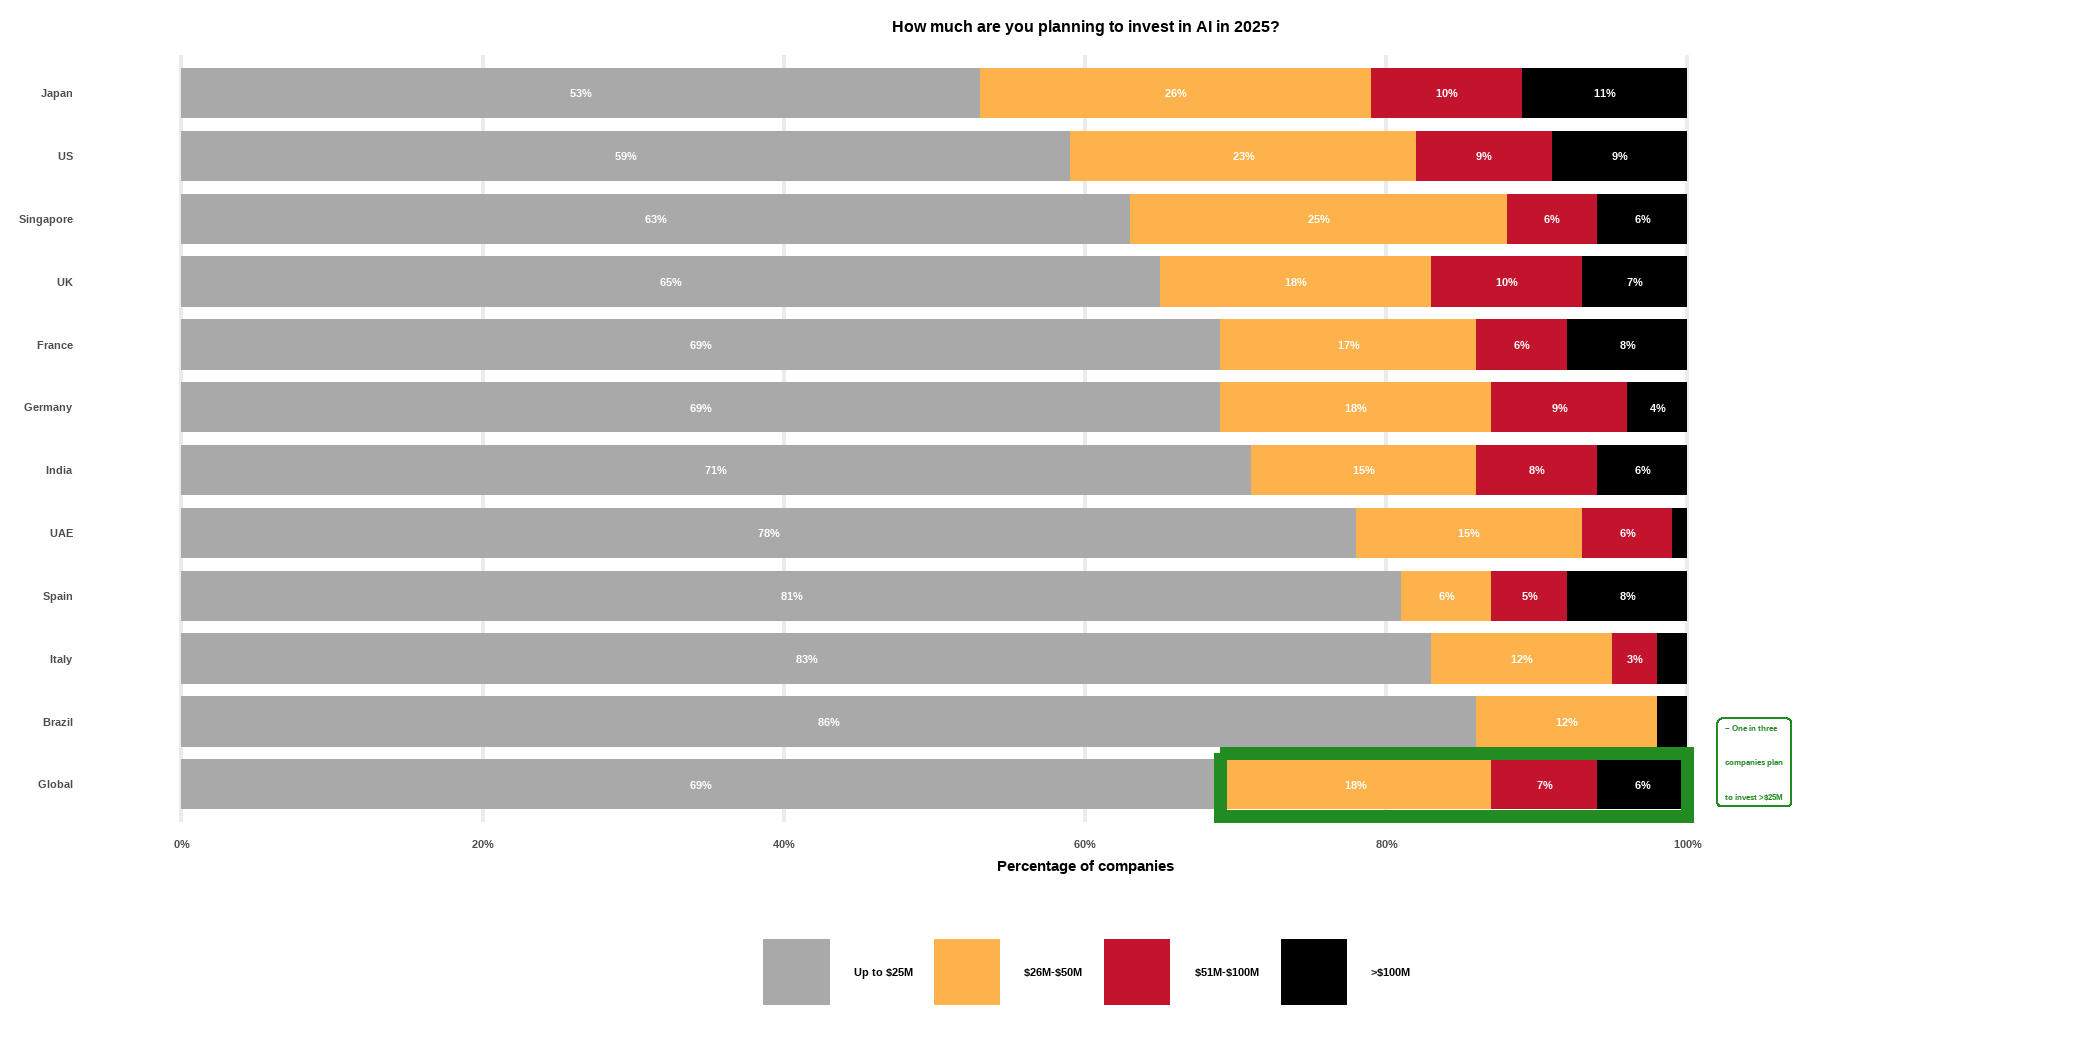 How much are you planning to invest in AI in 2025?
Japan 53% 26% 10% 11%
US 59% 23% 9% 9%
Singapore 63% 25% 6% 6%
UK 65% 18% 10% 7%
France 69% 17% 6% 8%
Germany 69% 18% 9% 4%
India 71% 15% 8% 6%
UAE 78% 15% 6%
Spain 81% 6% 5% 8%
Italy 83% 12% 3%
Brazil 86% 12%
Global 69% 18% 7% 6%
~ One in three
companies plan
to invest >$25M
0% 20% 40% 60% 80% 100%
Percentage of companies
Up to $25M $26M-$50M $51M-$100M >$100M